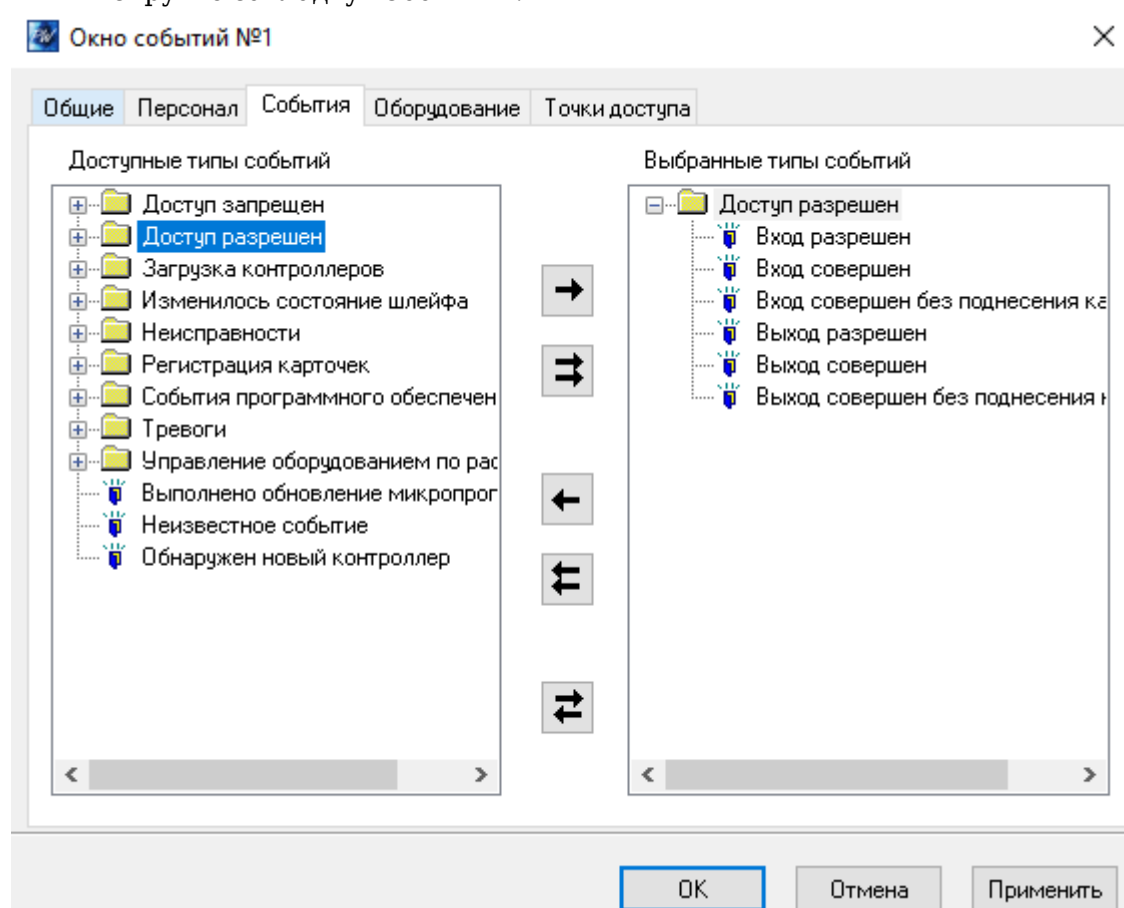 Окно событий №1
Общие Персонал События Оборудование Точки доступа
Доступные типы событий
Доступ запрещен
Доступ разрешен
Загрузка контроллеров
Изменилось состояние шлейфа
Неисправности
Регистрация карточек
События программного обеспечен
Тревоги
Управление оборудованием по рас
Выполнено обновление микропрог
Неизвестное событие
Обнаружен новый контроллер
Выбранные типы событий
Доступ разрешен
Вход разрешен
Вход совершен
Вход совершен без поднесения ка
Выход разрешен
Выход совершен
Выход совершен без поднесения
ОК Отмена Применить